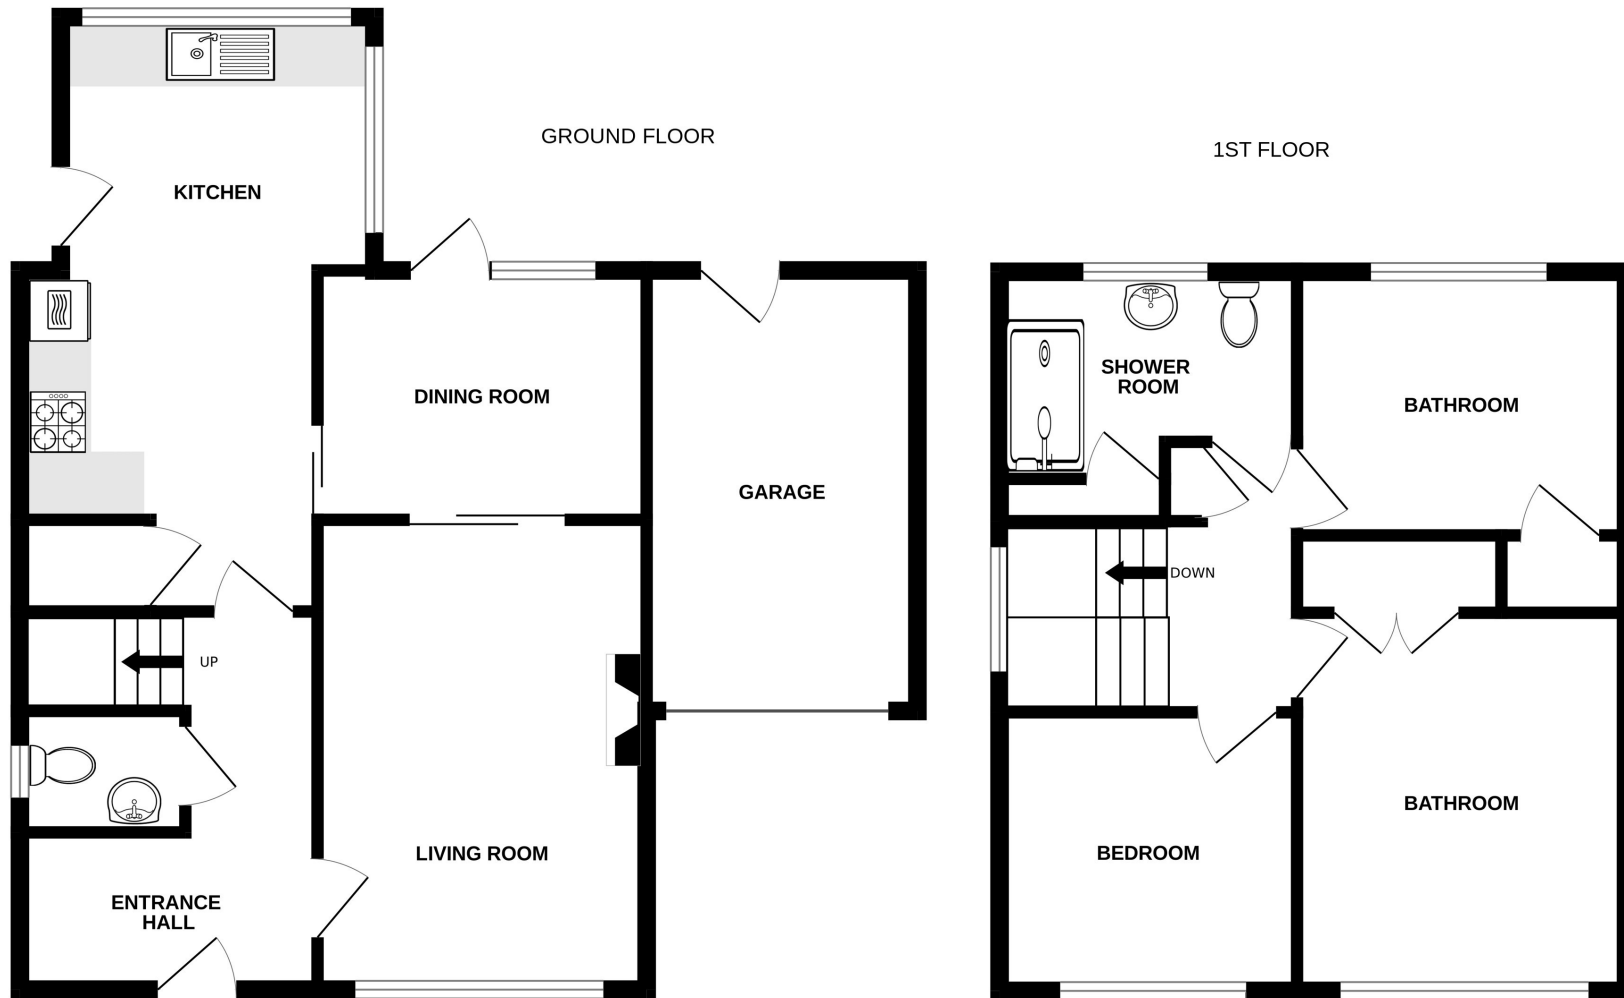 GROUND FLOOR
1ST FLOOR
KITCHEN
DINING ROOM
GARAGE
UP
LIVING ROOM
ENTRANCE
HALL
SHOWER
ROOM
BATHROOM
DOWN
BATHROOM
BEDROOM